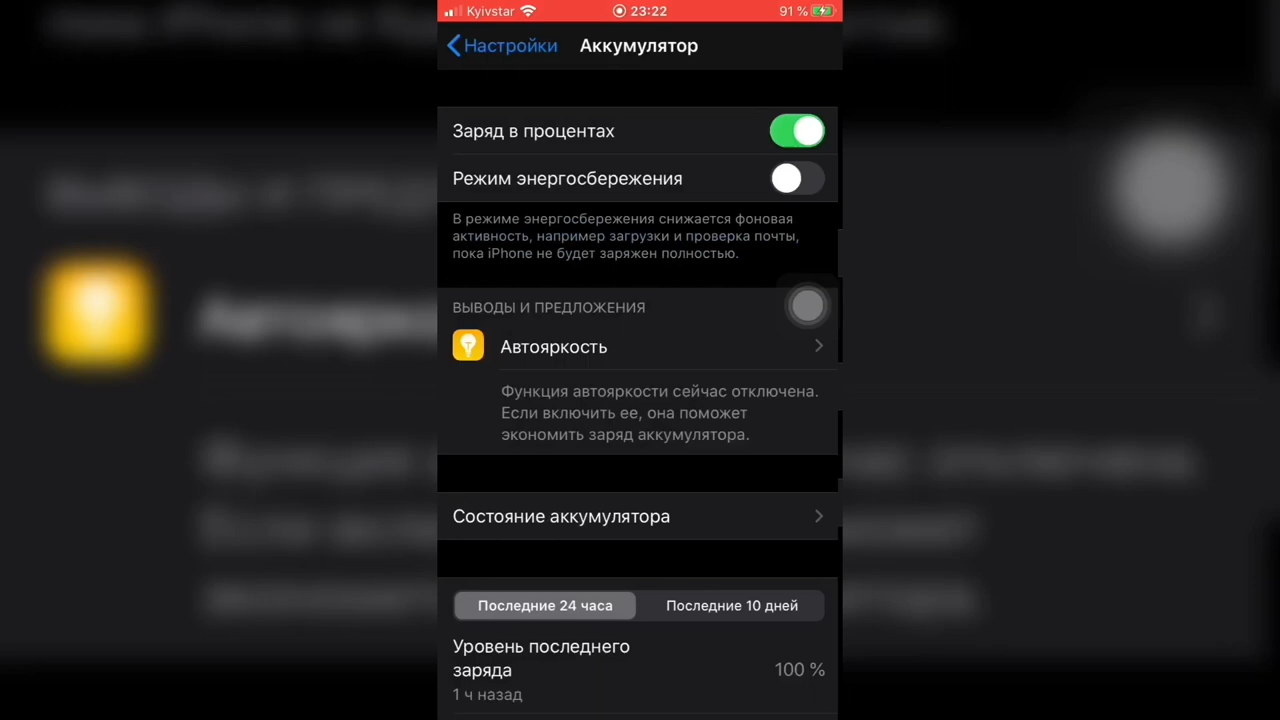 Kyivstar 23:22 91 %
Настройки Аккумулятор
Заряд в процентах
Режим энергосбережения
В режиме энергосбережения снижается фоновая
активность, например загрузки и проверка почты,
пока iPhone не будет заряжен полностью.
ВЫВОДЫ И ПРЕДЛОЖЕНИЯ
Автояркость
Функция автояркости сейчас отключена.
Если включить ее, она поможет
экономить заряд аккумулятора.
Состояние аккумулятора
Последние 24 часа Последние 10 дней
Уровень последнего
заряда
100 %
1 ч назад